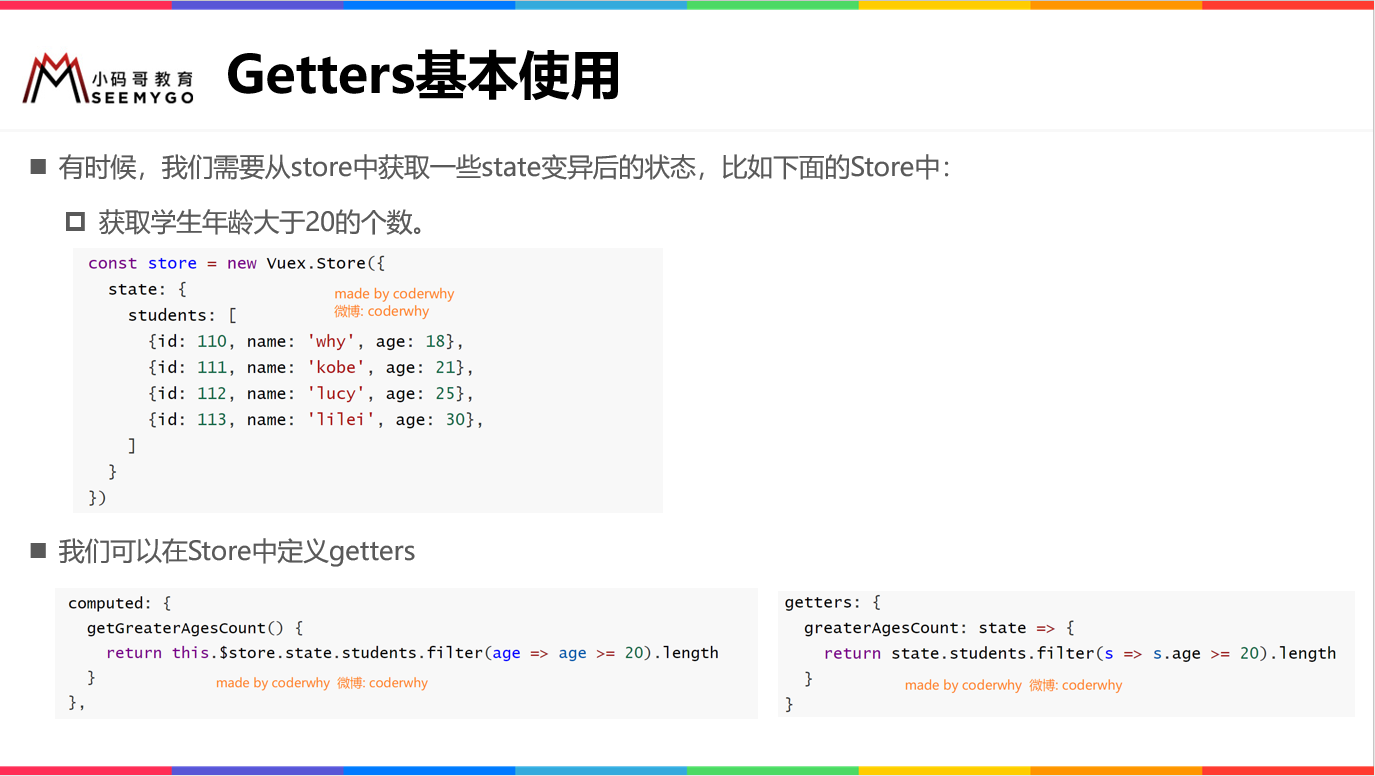 小码哥教育
SEEMYGO
Getters基本使用
有时候，我们需要从store中获取一些state变异后的状态，比如下面的Store中：
获取学生年龄大于20的个数。
const store = new Vuex.Store({
  state: {
made by coderwhy
微博: coderwhy
    students: [
      {id: 110, name: 'why', age: 18},
      {id: 111, name: 'kobe', age: 21},
      {id: 112, name: 'lucy', age: 25},
      {id: 113, name: 'lilei', age: 30},
    ]
  }
})
我们可以在Store中定义getters
computed: {
  getGreaterAgesCount() {
    return this.$store.state.students.filter(age => age >= 20).length
  }
made by coderwhy 微博: coderwhy
},
getters: {
  greaterAgesCount: state => {
    return state.students.filter(s => s.age >= 20).length
  }
made by coderwhy 微博: coderwhy
}